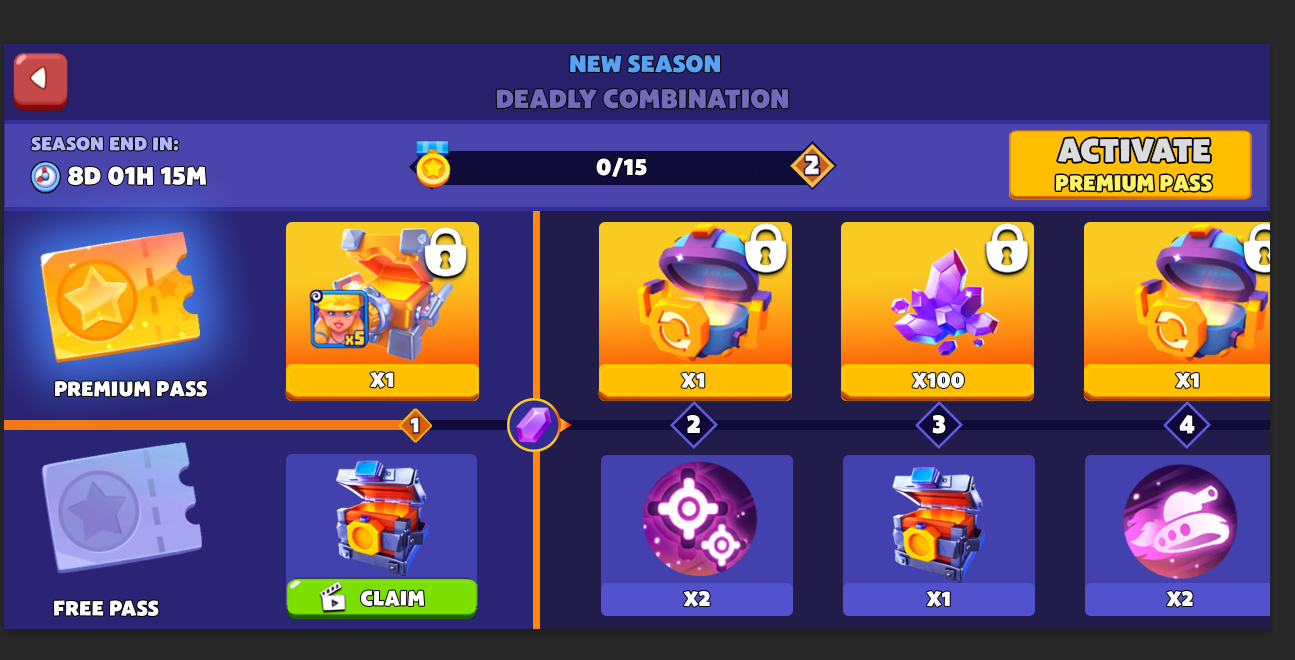 NEW SEASON
DEADLY COMBINATION
SEASON END IN:
8D 01H 15M
0/15
2
ACTIVATE
PREMIUM PASS
x5
PREMIUM PASS
X1
X1
X100
X1
1
2
3
4
FREE PASS
CLAIM
X2
X1
X2